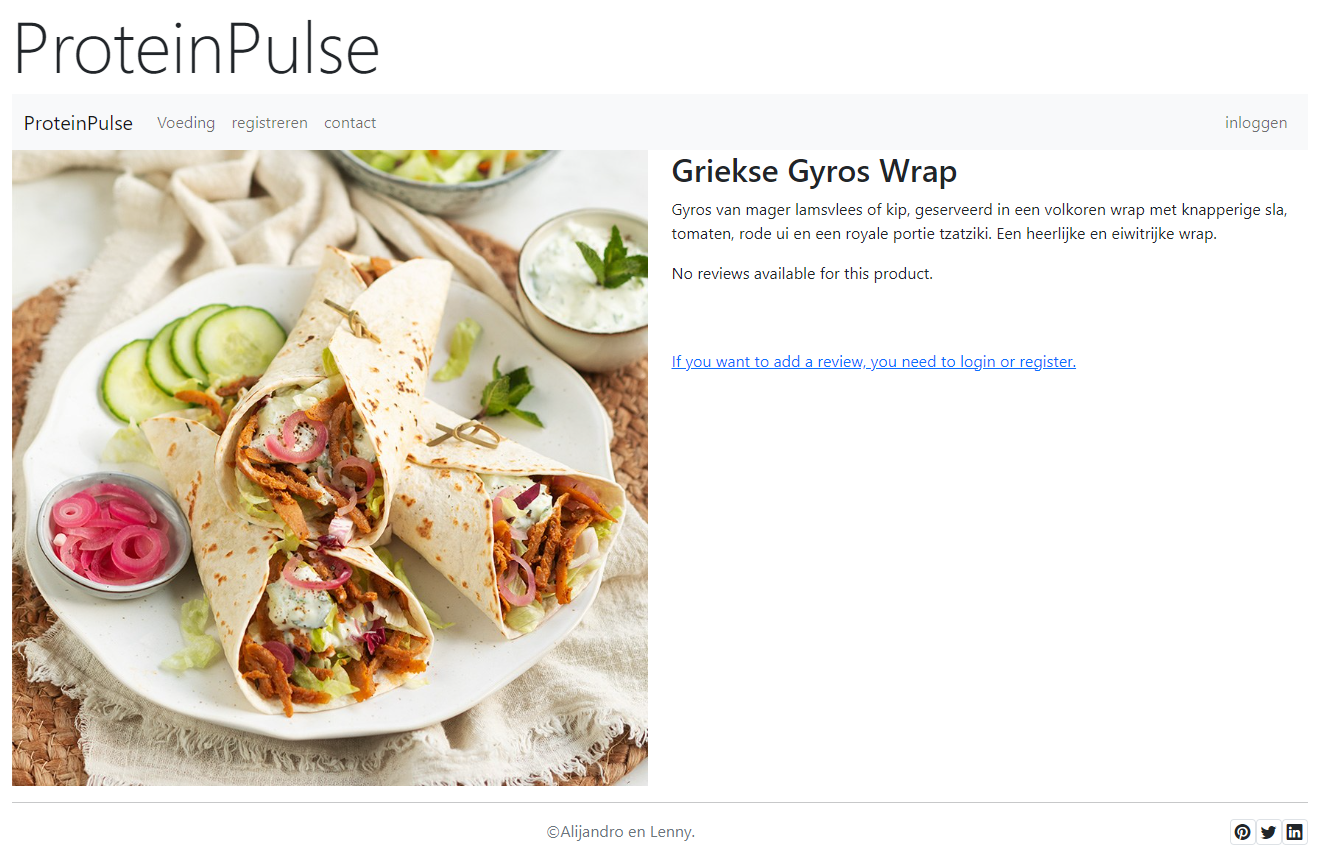 ProteinPulse
ProteinPulse Voeding registreren contact inloggen
Griekse Gyros Wrap
Gyros van mager lamsvlees of kip, geserveerd in een volkoren wrap met knapperige sla,
tomaten, rode ui en een royale portie tzatziki. Een heerlijke en eiwitrijke wrap.
No reviews available for this product.
If you want to add a review, you need to login or register.
©Alijandro en Lenny.